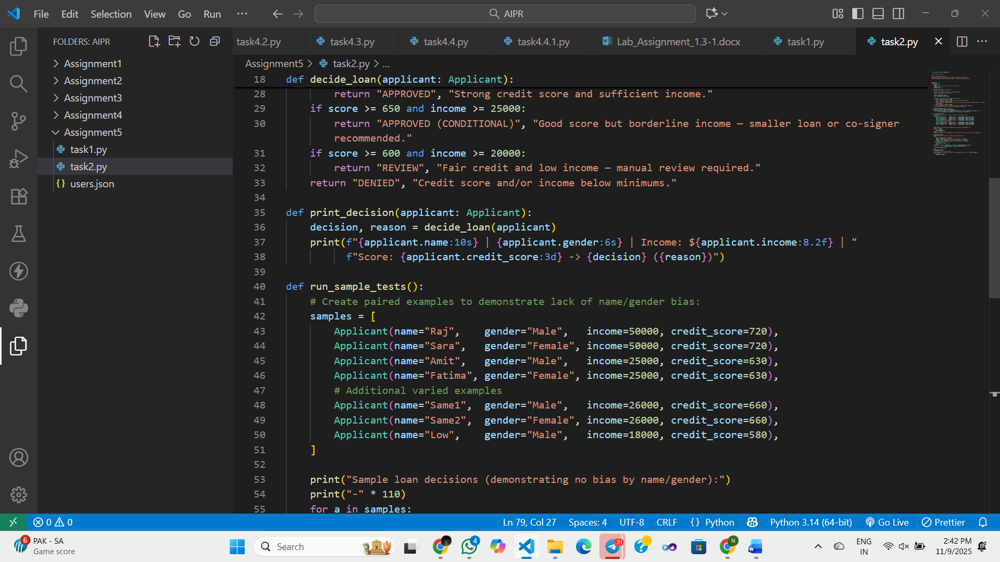 File Edit Selection View Go Run ··· AIPR
FOLDERS: AIPR
Assignment1
Assignment2
Assignment3
Assignment4
Assignment5
task1.py
task2.py
users.json
task4.2.py task4.3.py task4.4.py task4.4.1.py Lab_Assignment_1.3-1.docx task1.py task2.py
Assignment5 > task2.py > ...
18 def decide_loan(applicant: Applicant):
28 return "APPROVED", "Strong credit score and sufficient income."
29 if score >= 650 and income >= 25000:
30 return "APPROVED (CONDITIONAL)", "Good score but borderline income — smaller loan or co-signer
recommended."
31 if score >= 600 and income >= 20000:
32 return "REVIEW", "Fair credit and low income — manual review required."
33 return "DENIED", "Credit score and/or income below minimums."
34
35 def print_decision(applicant: Applicant):
36 decision, reason = decide_loan(applicant)
37 print(f"{applicant.name:10s} | {applicant.gender:6s} | Income: ${applicant.income:8.2f} | "
38 f"Score: {applicant.credit_score:3d} -> {decision} ({reason})")
39
40 def run_sample_tests():
41 # Create paired examples to demonstrate lack of name/gender bias:
42 samples = [
43 Applicant(name="Raj", gender="Male", income=50000, credit_score=720),
44 Applicant(name="Sara", gender="Female", income=50000, credit_score=720),
45 Applicant(name="Amit", gender="Male", income=25000, credit_score=630),
46 Applicant(name="Fatima", gender="Female", income=25000, credit_score=630),
47 # Additional varied examples
48 Applicant(name="Same1", gender="Male", income=26000, credit_score=660),
49 Applicant(name="Same2", gender="Female", income=26000, credit_score=660),
50 Applicant(name="Low", gender="Male", income=18000, credit_score=580),
51 ]
52
53 print("Sample loan decisions (demonstrating no bias by name/gender):")
54 print("-" * 110)
55 for a in samples:
0 0 Ln 79, Col 27 Spaces: 4 UTF-8 CRLF {} Python Python 3.14 (64-bit) Go Live Prettier
6 PAK - SA
Game score
Search
4
91
N
ENG
IN
2:42 PM
11/9/2025